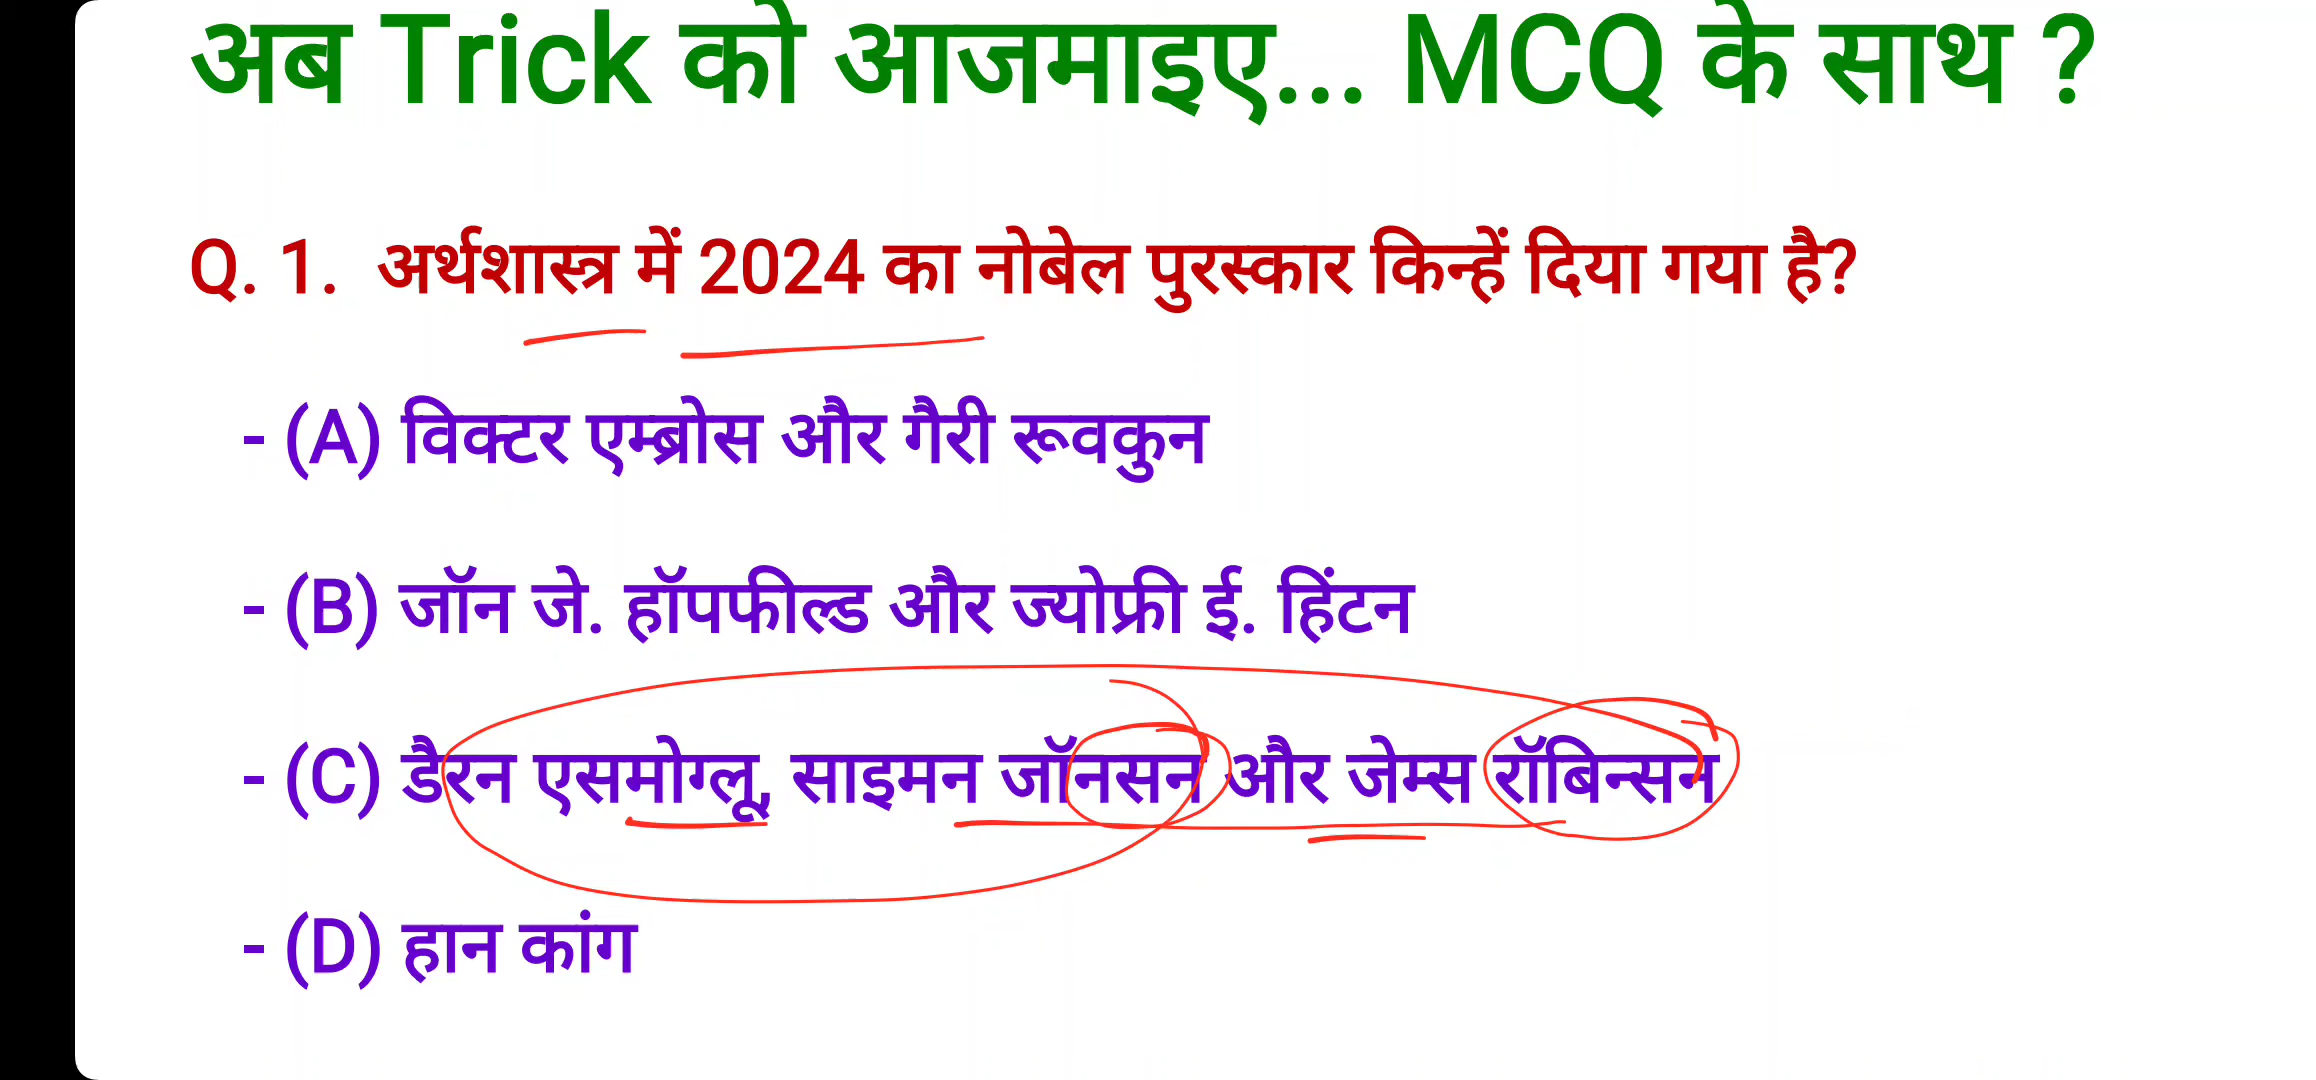 अब Trick को आजमाइए... MCQ के साथ ?
Q. 1. अर्थशास्त्र में 2024 का नोबेल पुरस्कार किन्हें दिया गया है?
- (A) विक्टर एम्ब्रोस और गैरी रूवकुन
- (B) जॉन जे. हॉपफील्ड और ज्योफ्री ई. हिंटन
- (C) डैरन एसमोग्लू, साइमन जॉनसन और जेम्स रॉबिन्सन
- (D) हान कांग